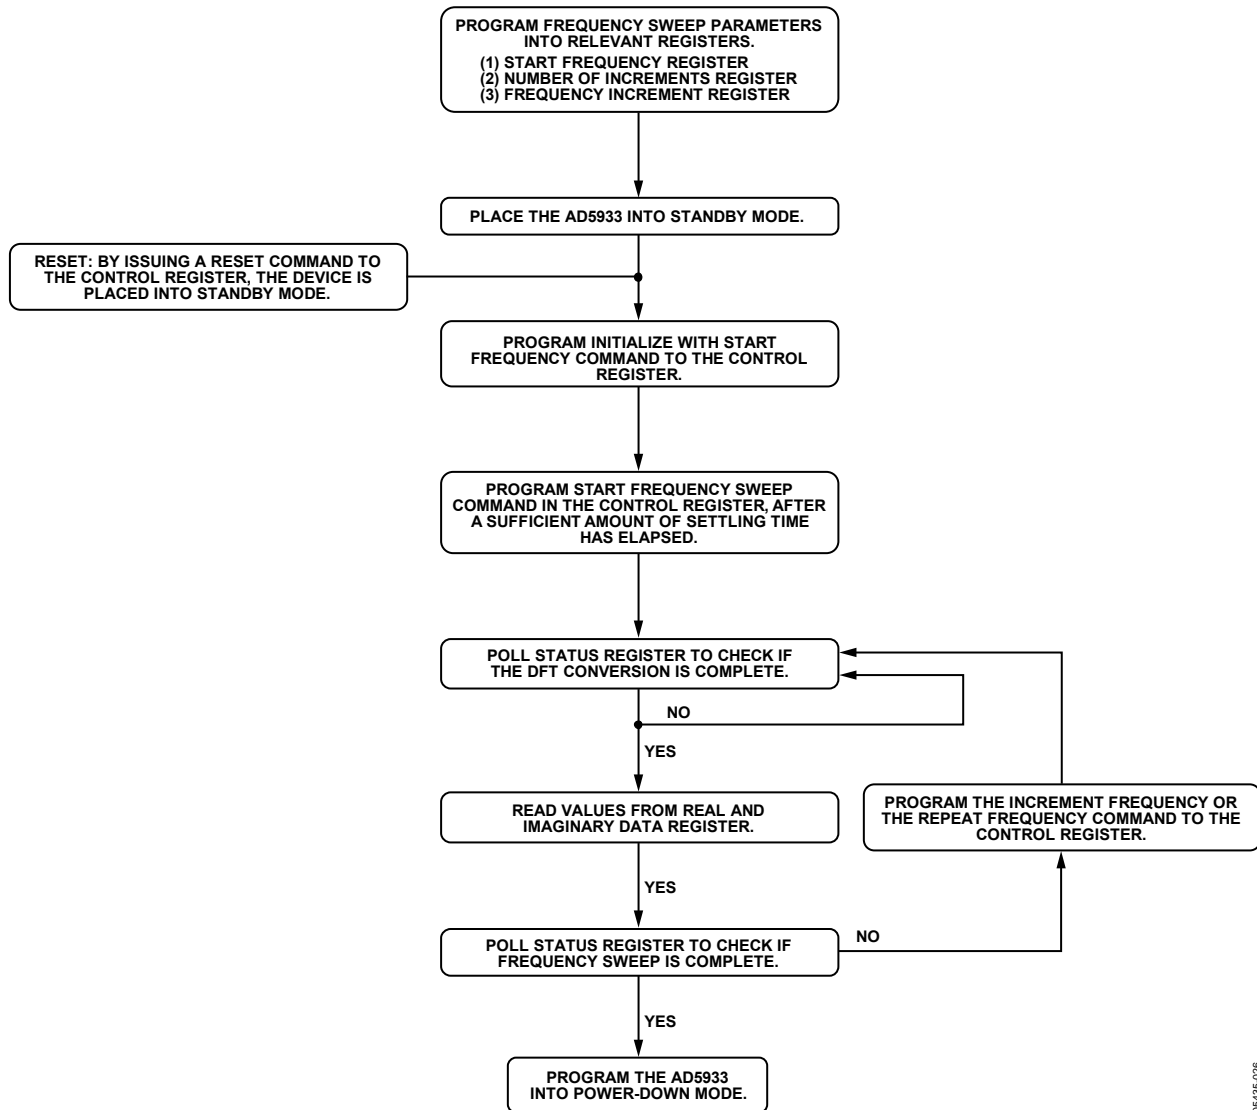 PROGRAM FREQUENCY SWEEP PARAMETERS
INTO RELEVANT REGISTERS.
(1) START FREQUENCY REGISTER
(2) NUMBER OF INCREMENTS REGISTER
(3) FREQUENCY INCREMENT REGISTER
PLACE THE AD5933 INTO STANDBY MODE.
RESET: BY ISSUING A RESET COMMAND TO
THE CONTROL REGISTER, THE DEVICE IS
PLACED INTO STANDBY MODE.
PROGRAM INITIALIZE WITH START
FREQUENCY COMMAND TO THE CONTROL
REGISTER.
PROGRAM START FREQUENCY SWEEP
COMMAND IN THE CONTROL REGISTER, AFTER
A SUFFICIENT AMOUNT OF SETTLING TIME
HAS ELAPSED.
POLL STATUS REGISTER TO CHECK IF
THE DFT CONVERSION IS COMPLETE.
NO
YES
READ VALUES FROM REAL AND
IMAGINARY DATA REGISTER.
PROGRAM THE INCREMENT FREQUENCY OR
THE REPEAT FREQUENCY COMMAND TO THE
CONTROL REGISTER.
YES
POLL STATUS REGISTER TO CHECK IF
FREQUENCY SWEEP IS COMPLETE.
NO
YES
PROGRAM THE AD5933
INTO POWER-DOWN MODE.